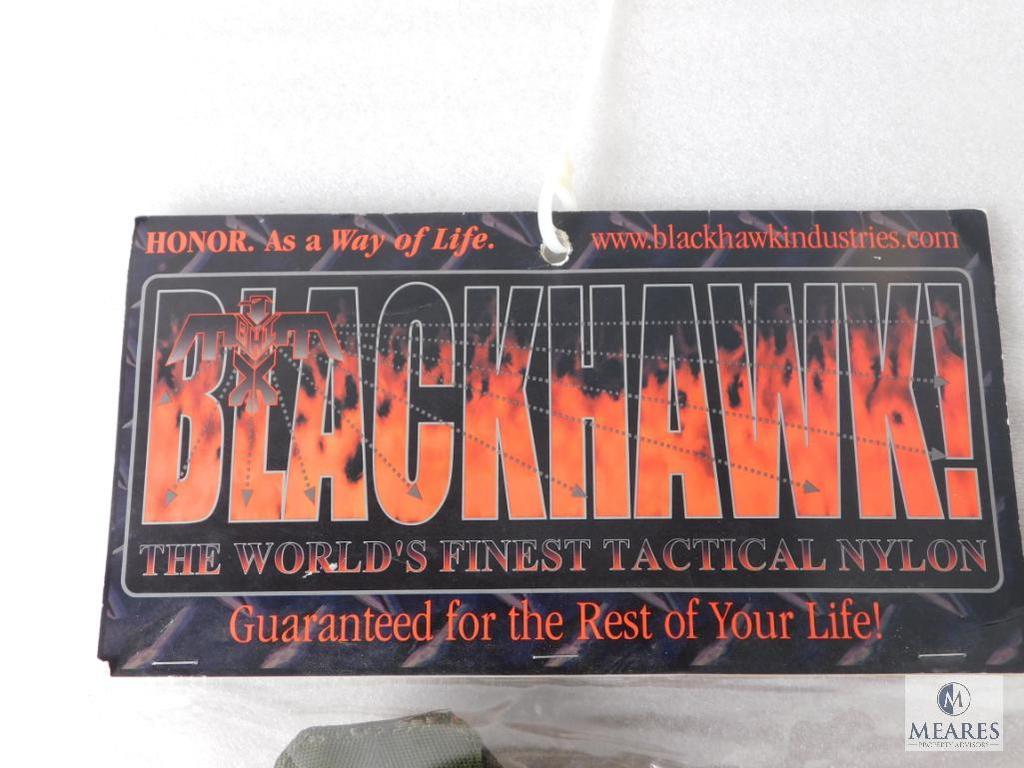 HONOR. As a Way of Life.
www.blackhawkindustries.com
BLACKHAWK!
THE WORLD'S FINEST TACTICAL NYLON
Guaranteed for the Rest of Your Life!
M
MEARES
PROPERTY ADVISORS